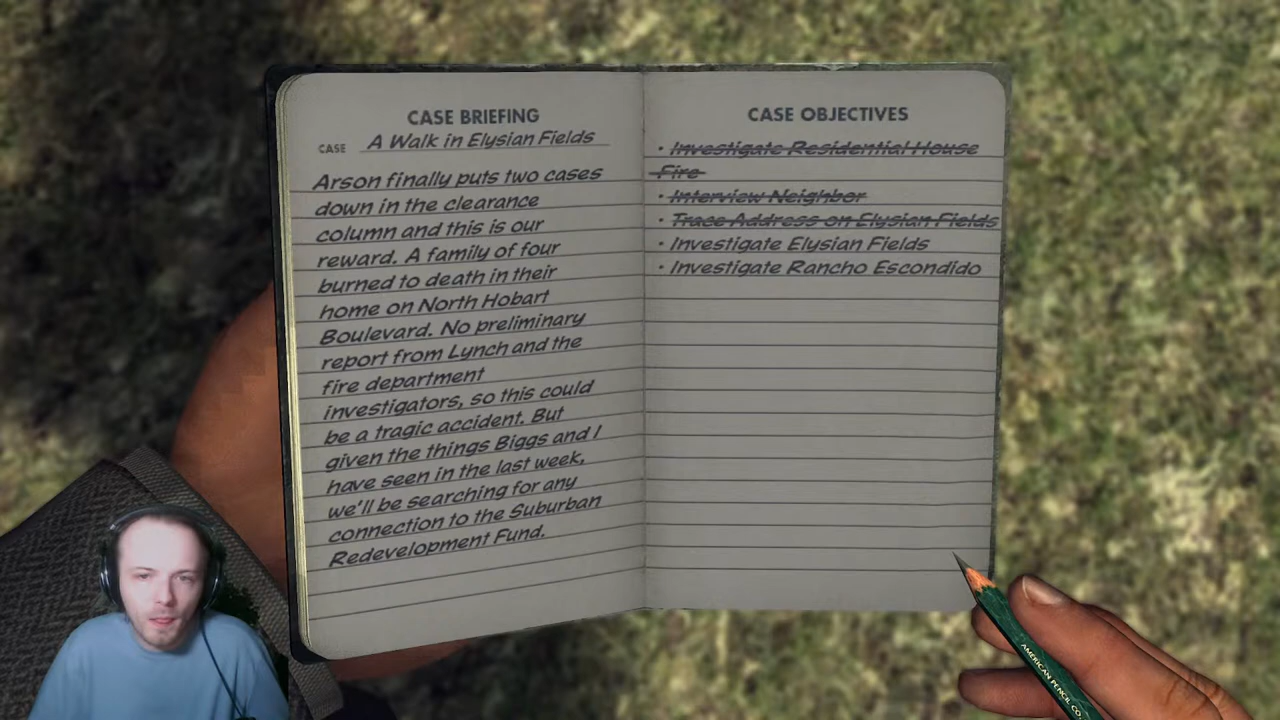 CASE BRIEFING
CASE A Walk in Elysian Fields
Arson finally puts two cases
down in the clearance
column and this is our
reward. A family of four
burned to death in their
home on North Hobart
Boulevard. No preliminary
report from Lynch and the
fire department
investigators, so this could
be a tragic accident. But
given the things Biggs and I
have seen in the last week,
we'll be searching for any
connection to the Suburban
Redevelopment Fund.
CASE OBJECTIVES
• Investigate Residential House
Fire
• Interview Neighbor
• Trace Address on Elysian Fields
• Investigate Elysian Fields
• Investigate Rancho Escondido
AMERICAN PENCIL CO.